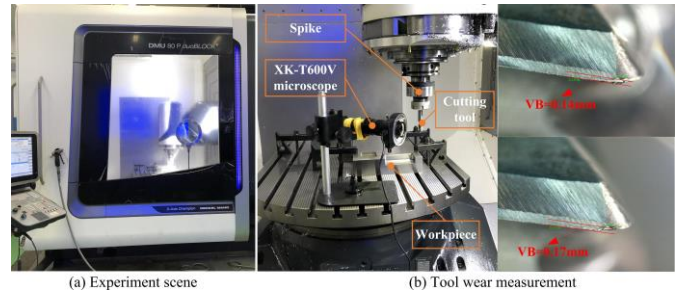 DMU 80 P duoBLOCK
Spike
XK-T600V
microscope
Cutting
tool
Workpiece
VB=0.14mm
VB=0.17mm
(a) Experiment scene
(b) Tool wear measurement